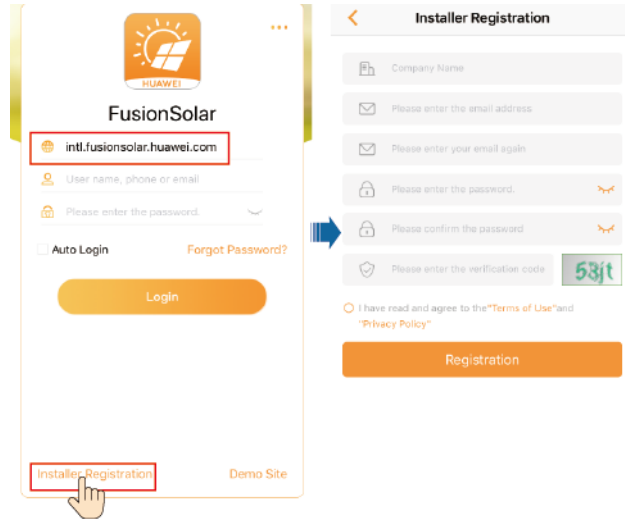 HUAWEI
FusionSolar
intl.fusionsolar.huawei.com
User name, phone or email
Please enter the password.
Auto Login
Forgot Password?
Login
Installer Registration
Demo Site
Installer Registration
Company Name
Please enter the email address
Please enter your email again
Please enter the password.
Please confirm the password
Please enter the verification code
53jt
I have read and agree to the"Terms of Use"and
"Privacy Policy"
Registration